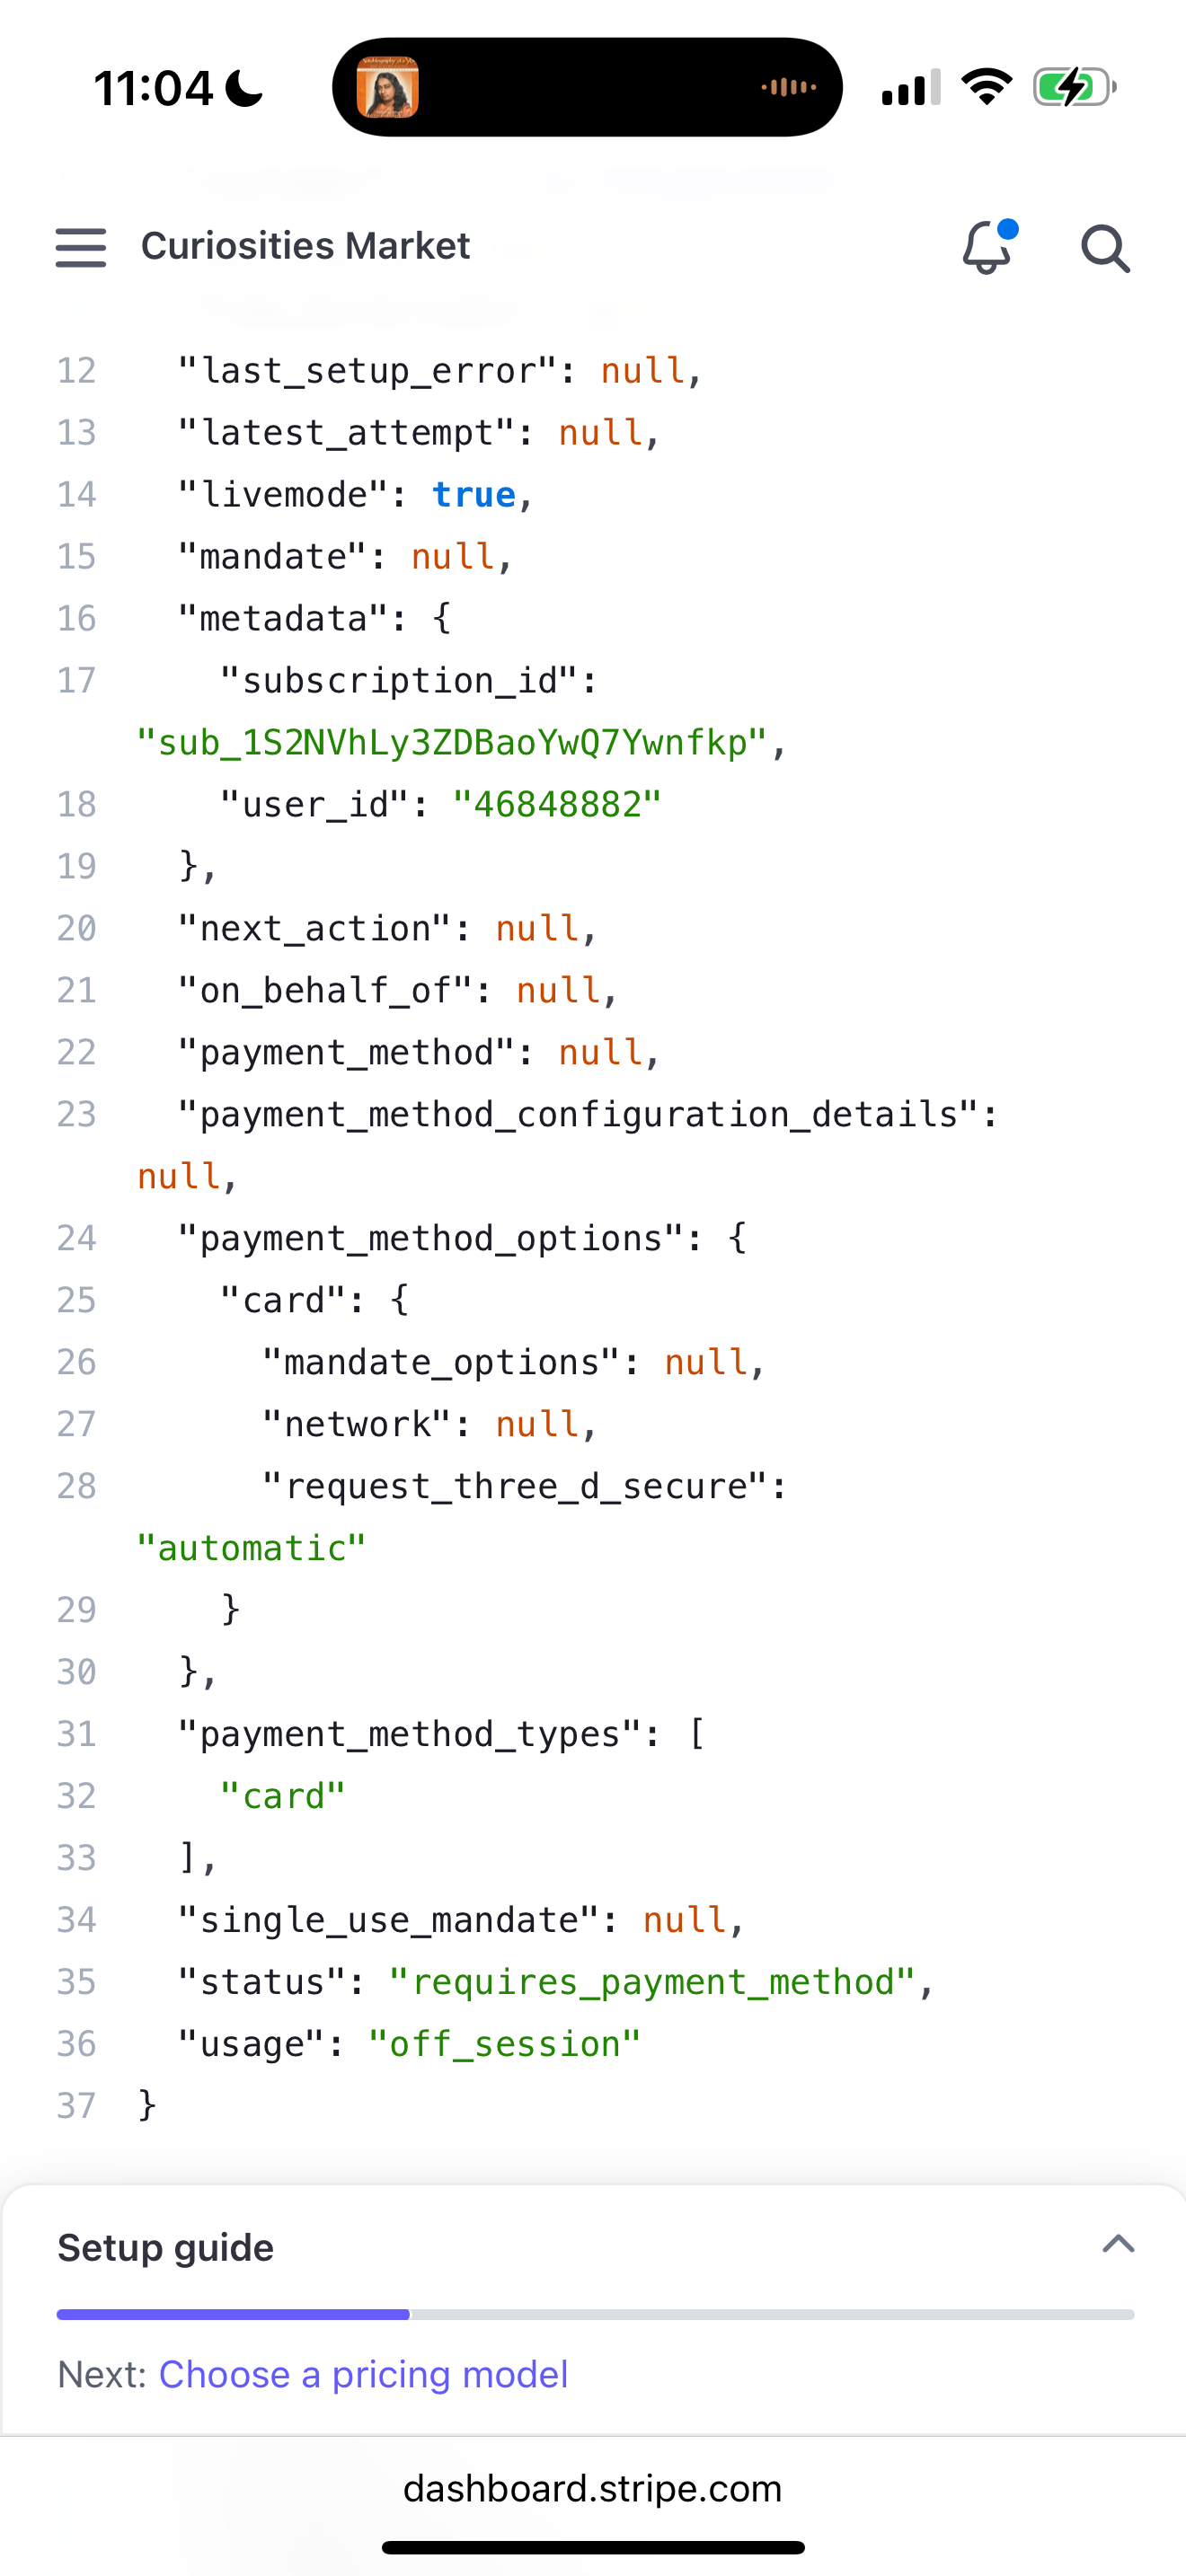 11:04
Curiosities Market
12 "last_setup_error": null,
13 "latest_attempt": null,
14 "livemode": true,
15 "mandate": null,
16 "metadata": {
17 "subscription_id":
"sub_1S2NVhLy3ZDBaoYwQ7Ywnfkp",
18 "user_id": "46848882"
19 },
20 "next_action": null,
21 "on_behalf_of": null,
22 "payment_method": null,
23 "payment_method_configuration_details":
null,
24 "payment_method_options": {
25 "card": {
26 "mandate_options": null,
27 "network": null,
28 "request_three_d_secure":
"automatic"
29 }
30 },
31 "payment_method_types": [
32 "card"
33 ],
34 "single_use_mandate": null,
35 "status": "requires_payment_method",
36 "usage": "off_session"
37 }
Setup guide
Next: Choose a pricing model
dashboard.stripe.com